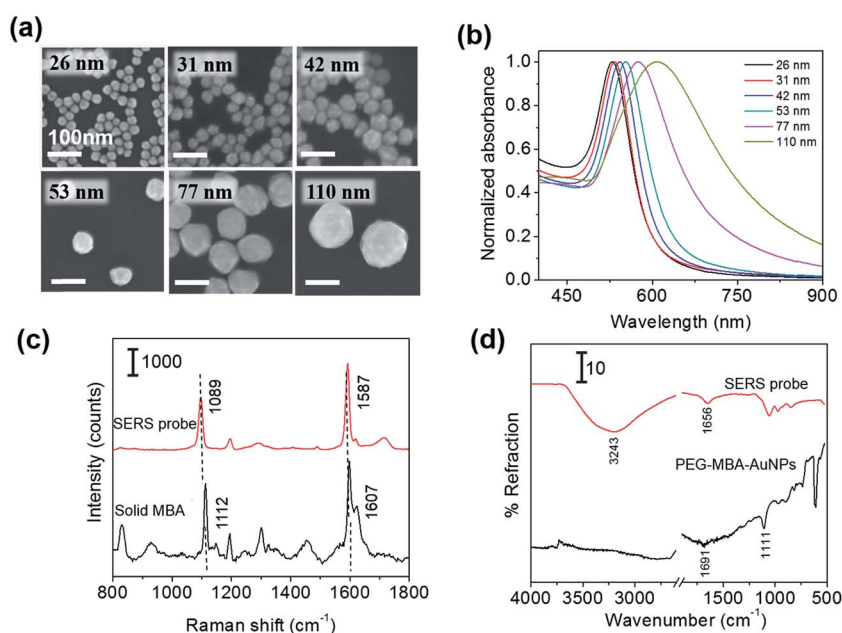 (a)
26 nm
31 nm
42 nm
100nm
53 nm
77 nm
110 nm
(b)
Normalized absorbance
1.0
0.8
0.6
0.4
0.2
0.0
26 nm
31 nm
42 nm
53 nm
77 nm
110 nm
450
600
750
900
Wavelength (nm)
(c)
Intensity (counts)
1000
1089
1587
SERS probe
1112
1607
Solid MBA
800
1000
1200
1400
1600
1800
Raman shift (cm⁻¹)
(d)
% Refraction
10
SERS probe
1656
3243
PEG-MBA-AuNPs
1691
1111
4000
3500
3000
1500
1000
500
Wavenumber (cm⁻¹)